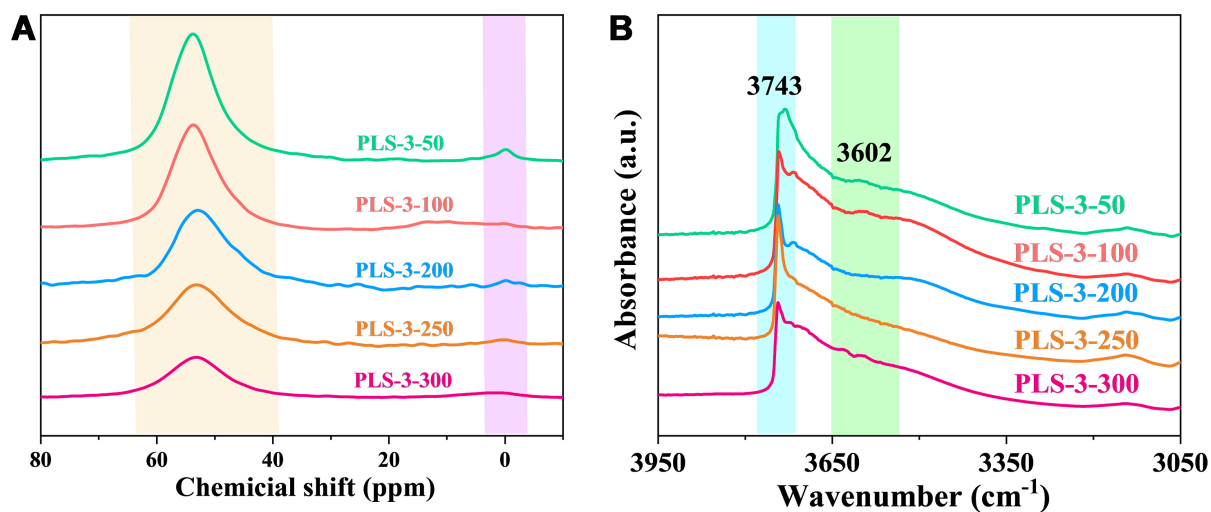 A
PLS-3-50
PLS-3-100
PLS-3-200
PLS-3-250
PLS-3-300
80 60 40 20 0
Chemicial shift (ppm)
B
Absorbance (a.u.)
3743
3602
PLS-3-50
PLS-3-100
PLS-3-200
PLS-3-250
PLS-3-300
3950 3650 3350 3050
Wavenumber (cm⁻¹)